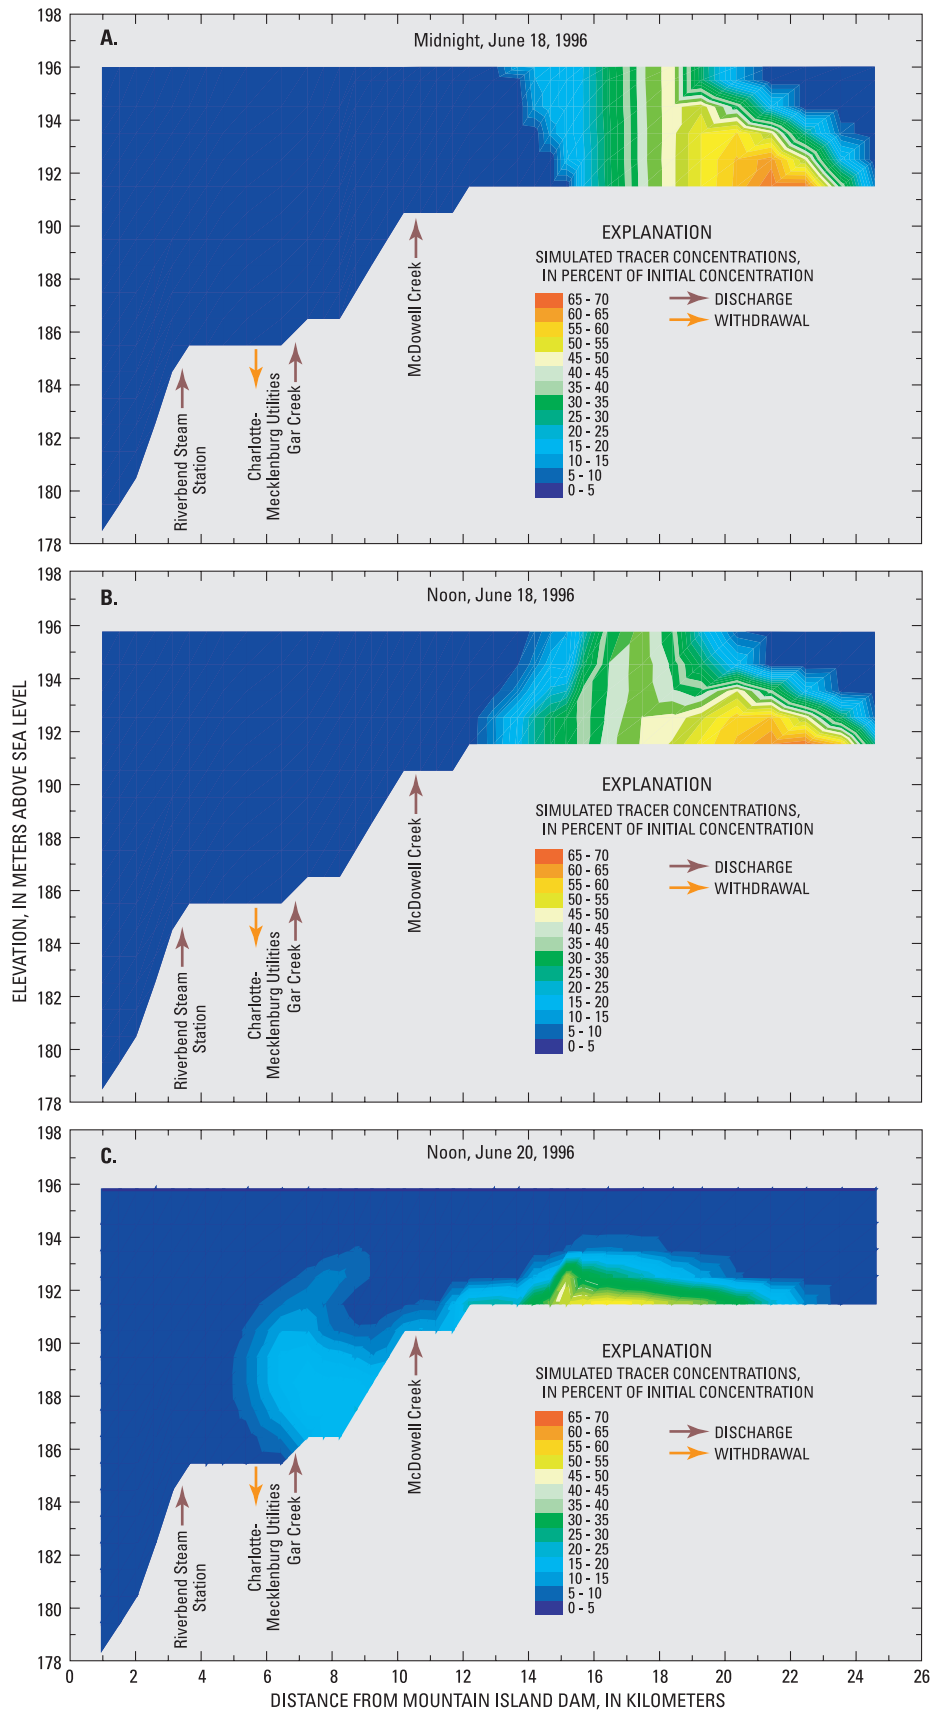 A.
Midnight, June 18, 1996
198
196
194
192
190
188
186
184
182
180
178
Riverbend Steam
Station
Charlotte-
Mecklenburg Utilities
Gar Creek
McDowell Creek
EXPLANATION
SIMULATED TRACER CONCENTRATIONS,
IN PERCENT OF INITIAL CONCENTRATION
65 - 70
60 - 65
55 - 60
50 - 55
45 - 50
40 - 45
35 - 40
30 - 35
25 - 30
20 - 25
15 - 20
10 - 15
5 - 10
0 - 5
DISCHARGE
WITHDRAWAL
B.
Noon, June 18, 1996
198
196
194
192
190
188
186
184
182
180
178
ELEVATION, IN METERS ABOVE SEA LEVEL
Riverbend Steam
Station
Charlotte-
Mecklenburg Utilities
Gar Creek
McDowell Creek
EXPLANATION
SIMULATED TRACER CONCENTRATIONS,
IN PERCENT OF INITIAL CONCENTRATION
65 - 70
60 - 65
55 - 60
50 - 55
45 - 50
40 - 45
35 - 40
30 - 35
25 - 30
20 - 25
15 - 20
10 - 15
5 - 10
0 - 5
DISCHARGE
WITHDRAWAL
C.
Noon, June 20, 1996
198
196
194
192
190
188
186
184
182
180
178
Riverbend Steam
Station
Charlotte-
Mecklenburg Utilities
Gar Creek
McDowell Creek
EXPLANATION
SIMULATED TRACER CONCENTRATIONS,
IN PERCENT OF INITIAL CONCENTRATION
65 - 70
60 - 65
55 - 60
50 - 55
45 - 50
40 - 45
35 - 40
30 - 35
25 - 30
20 - 25
15 - 20
10 - 15
5 - 10
0 - 5
DISCHARGE
WITHDRAWAL
0 2 4 6 8 10 12 14 16 18 20 22 24 26
DISTANCE FROM MOUNTAIN ISLAND DAM, IN KILOMETERS